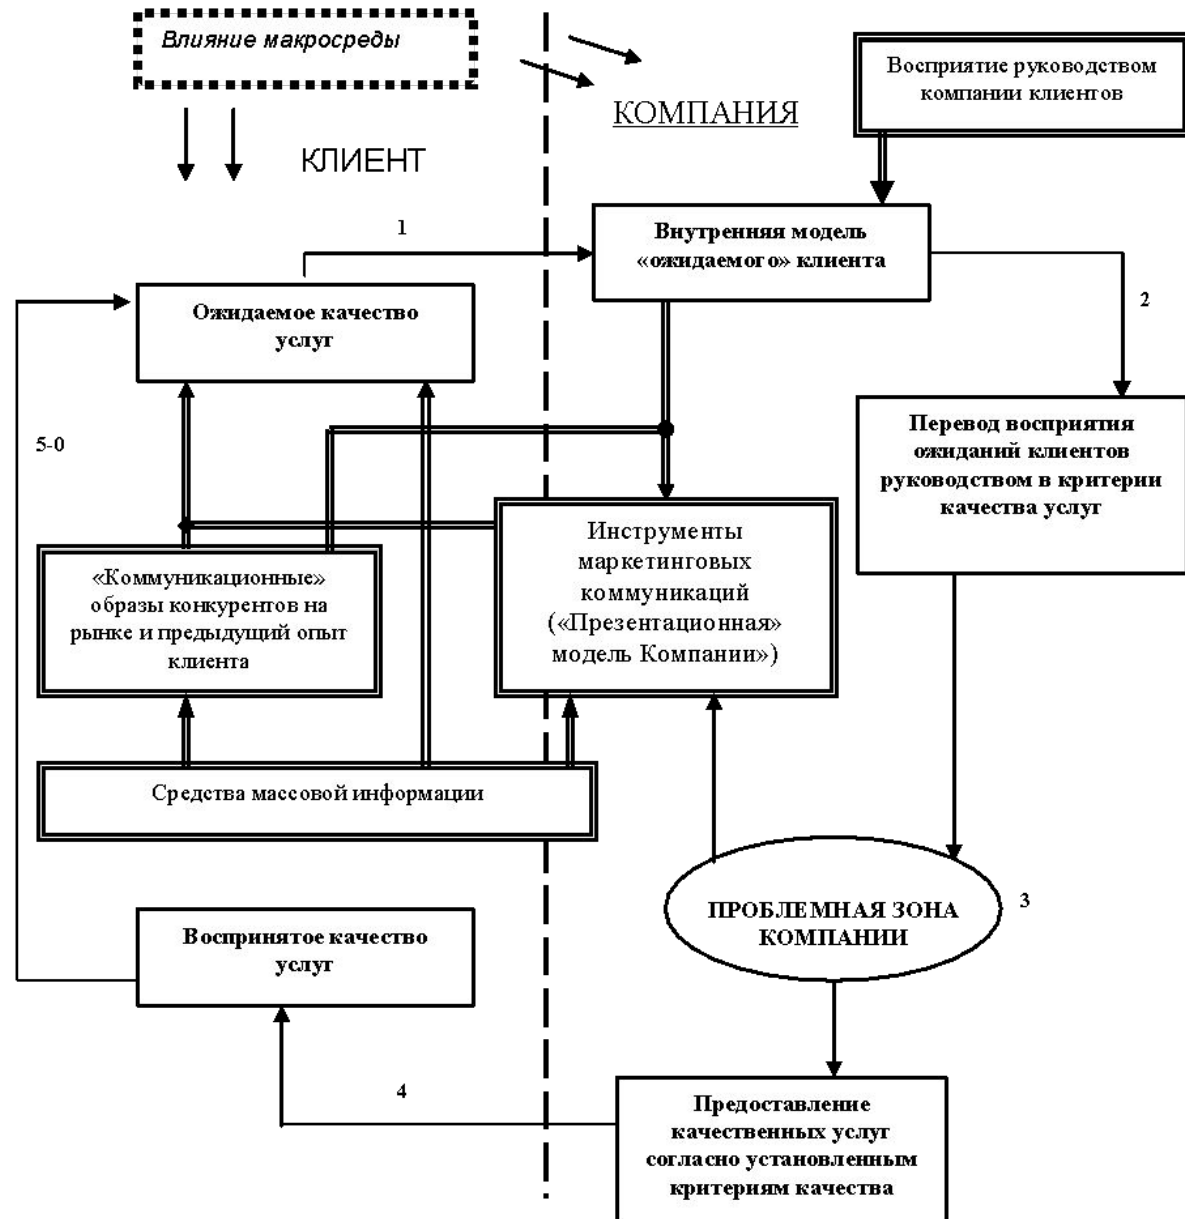 Влияние макросреды
Восприятие руководством
компании клиентов
КОМПАНИЯ
КЛИЕНТ
1
Внутренняя модель
«ожидаемого» клиента
2
Ожидаемое качество
услуг
5-0
Перевод восприятия
ожиданий клиентов
руководством в критерии
качества услуг
Инструменты
маркетинговых
коммуникаций
(«Презентационная»
модель Компании»)
«Коммуникационные»
образы конкурентов на
рынке и предыдущий опыт
клиента
Средства массовой информации
ПРОБЛЕМНАЯ ЗОНА
КОМПАНИИ
3
Воспринятое качество
услуг
4
Предоставление
качественных услуг
согласно установленным
критериям качества